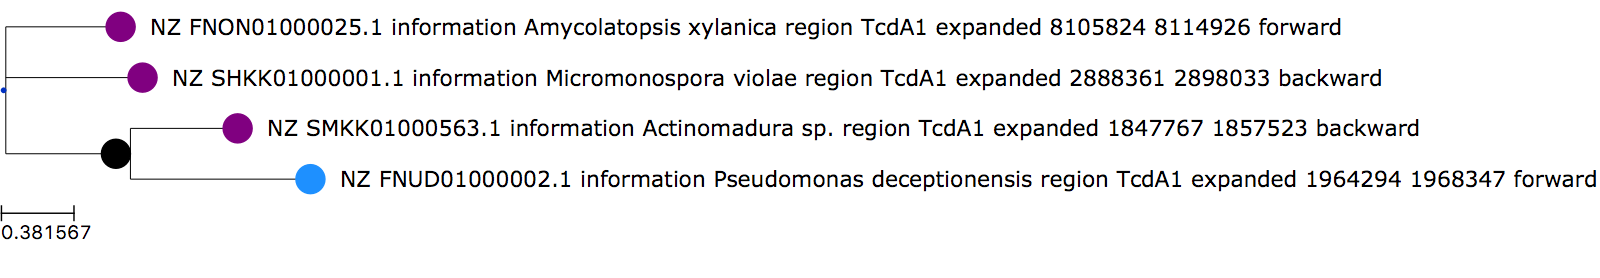 NZ FNON01000025.1 information Amycolatopsis xylanica region TcdA1 expanded 8105824 8114926 forward
NZ SHKK01000001.1 information Micromonospora violae region TcdA1 expanded 2888361 2898033 backward
NZ SMKK01000563.1 information Actinomadura sp. region TcdA1 expanded 1847767 1857523 backward
NZ FNUD01000002.1 information Pseudomonas deceptionensis region TcdA1 expanded 1964294 1968347 forward
0.381567